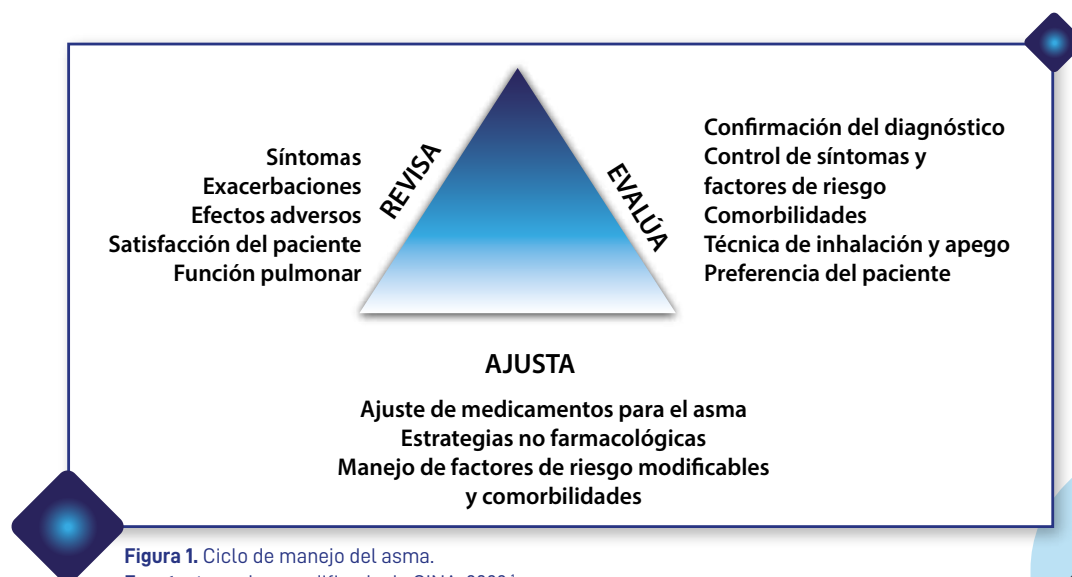 REVISA
Síntomas
Exacerbaciones
Efectos adversos
Satisfacción del paciente
Función pulmonar
EVALÚA
Confirmación del diagnóstico
Control de síntomas y
factores de riesgo
Comorbilidades
Técnica de inhalación y apego
Preferencia del paciente
AJUSTA
Ajuste de medicamentos para el asma
Estrategias no farmacológicas
Manejo de factores de riesgo modificables
y comorbilidades
Figura 1. Ciclo de manejo del asma.